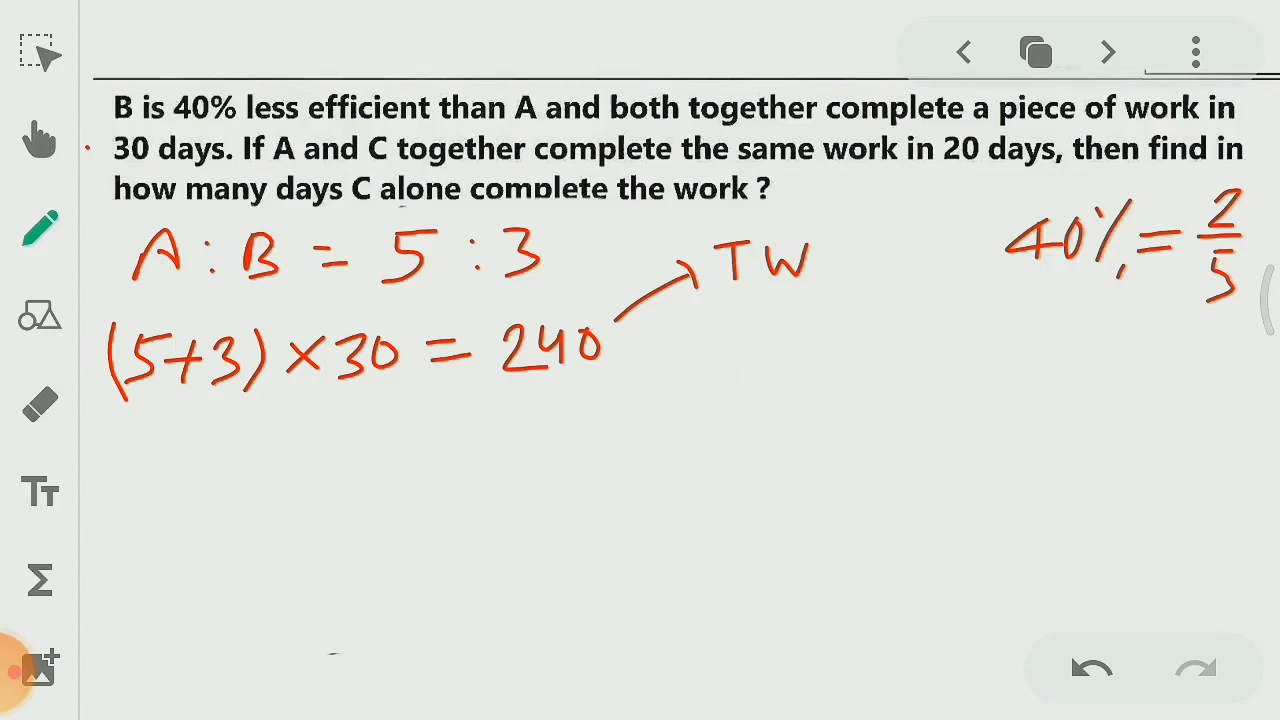 B is 40% less efficient than A and both together complete a piece of work in
30 days. If A and C together complete the same work in 20 days, then find in
how many days C alone complete the work ?
A : B = 5 : 3
TW
40% = 2/5
(5+3) × 30 = 240
TT
Σ